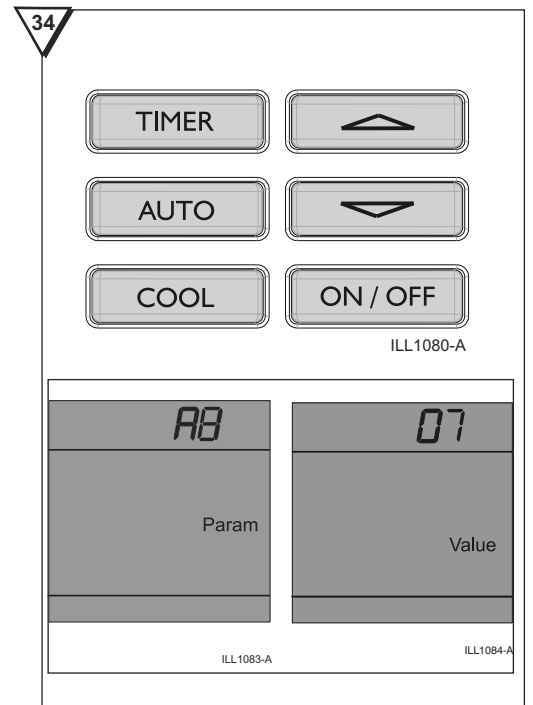 34
TIMER
AUTO
COOL
ON / OFF
ILL1080-A
A8
07
Param
Value
ILL1083-A
ILL1084-A